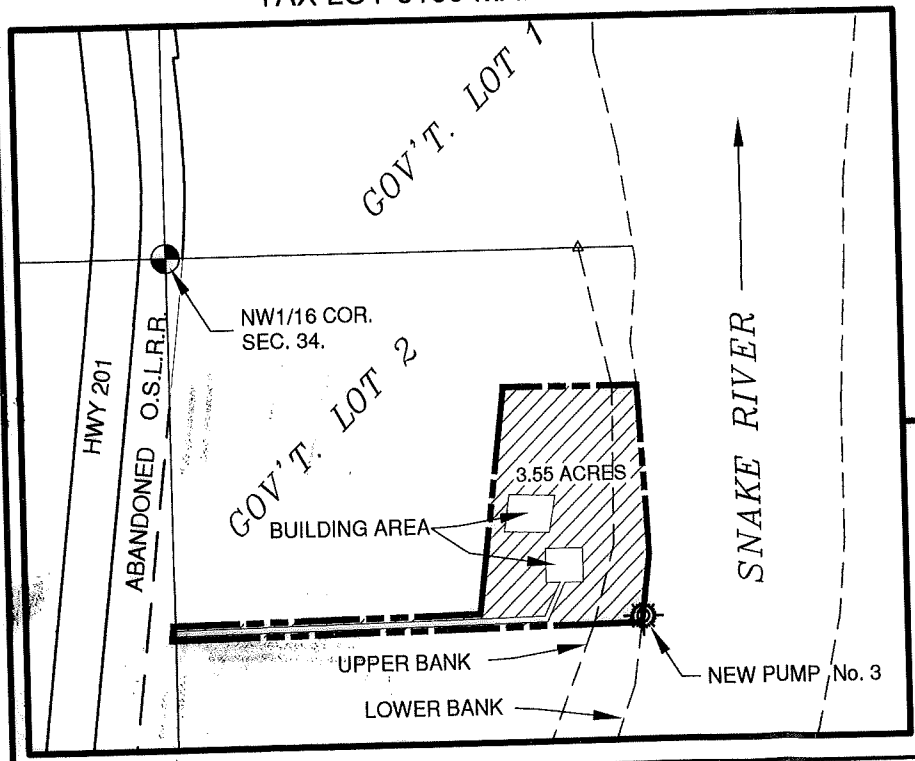 GOV'T. LOT 1
NW1/16 COR.
SEC. 34.
HWY 201
ABANDONED O.S.L.R.R.
GOV'T. LOT 2
SNAKE RIVER
3.55 ACRES
BUILDING AREA
UPPER BANK
NEW PUMP No. 3
LOWER BANK